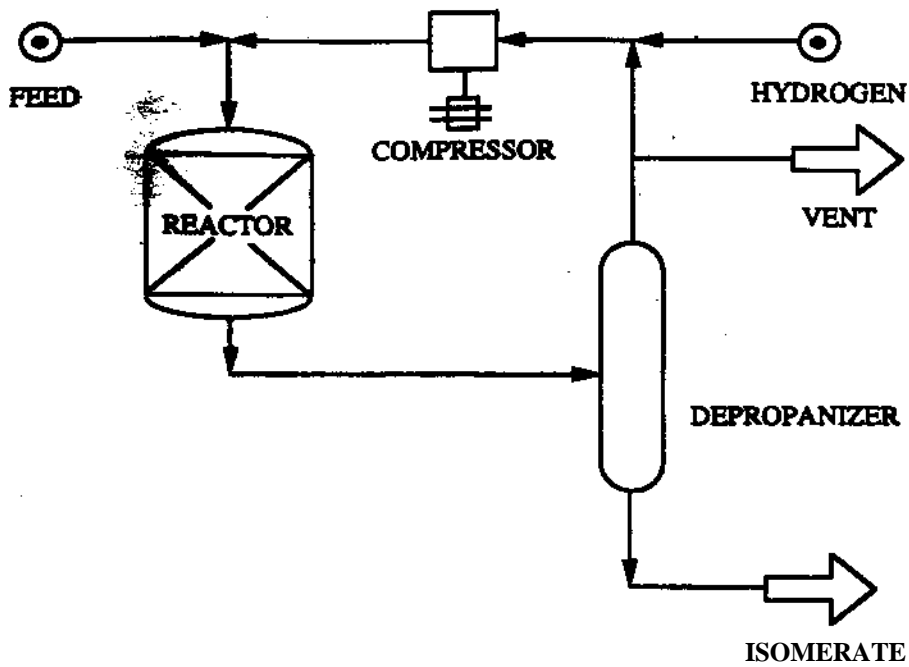 FEED
HYDROGEN
COMPRESSOR
VENT
REACTOR
DEPROPANIZER
ISOMERATE